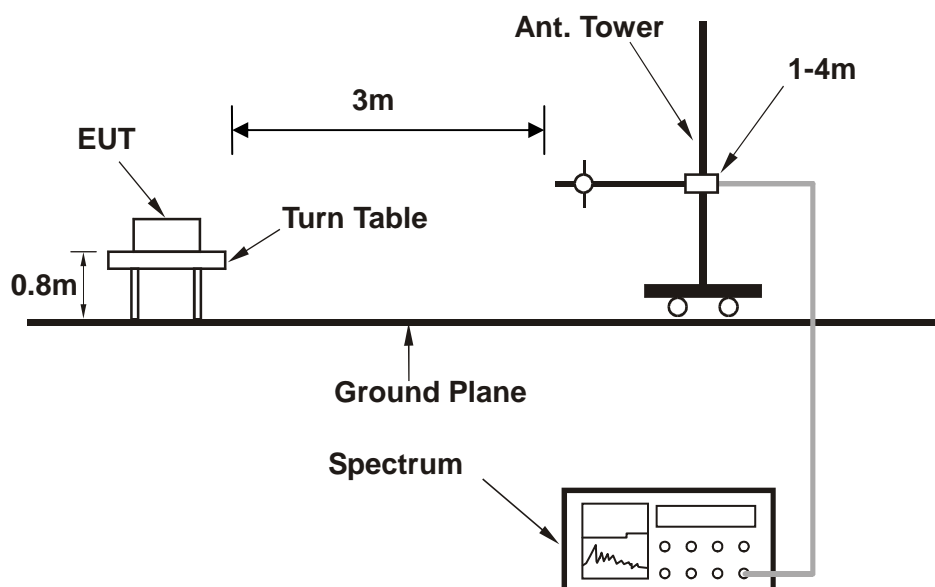 Ant. Tower
1-4m
3m
EUT
Turn Table
0.8m
Ground Plane
Spectrum